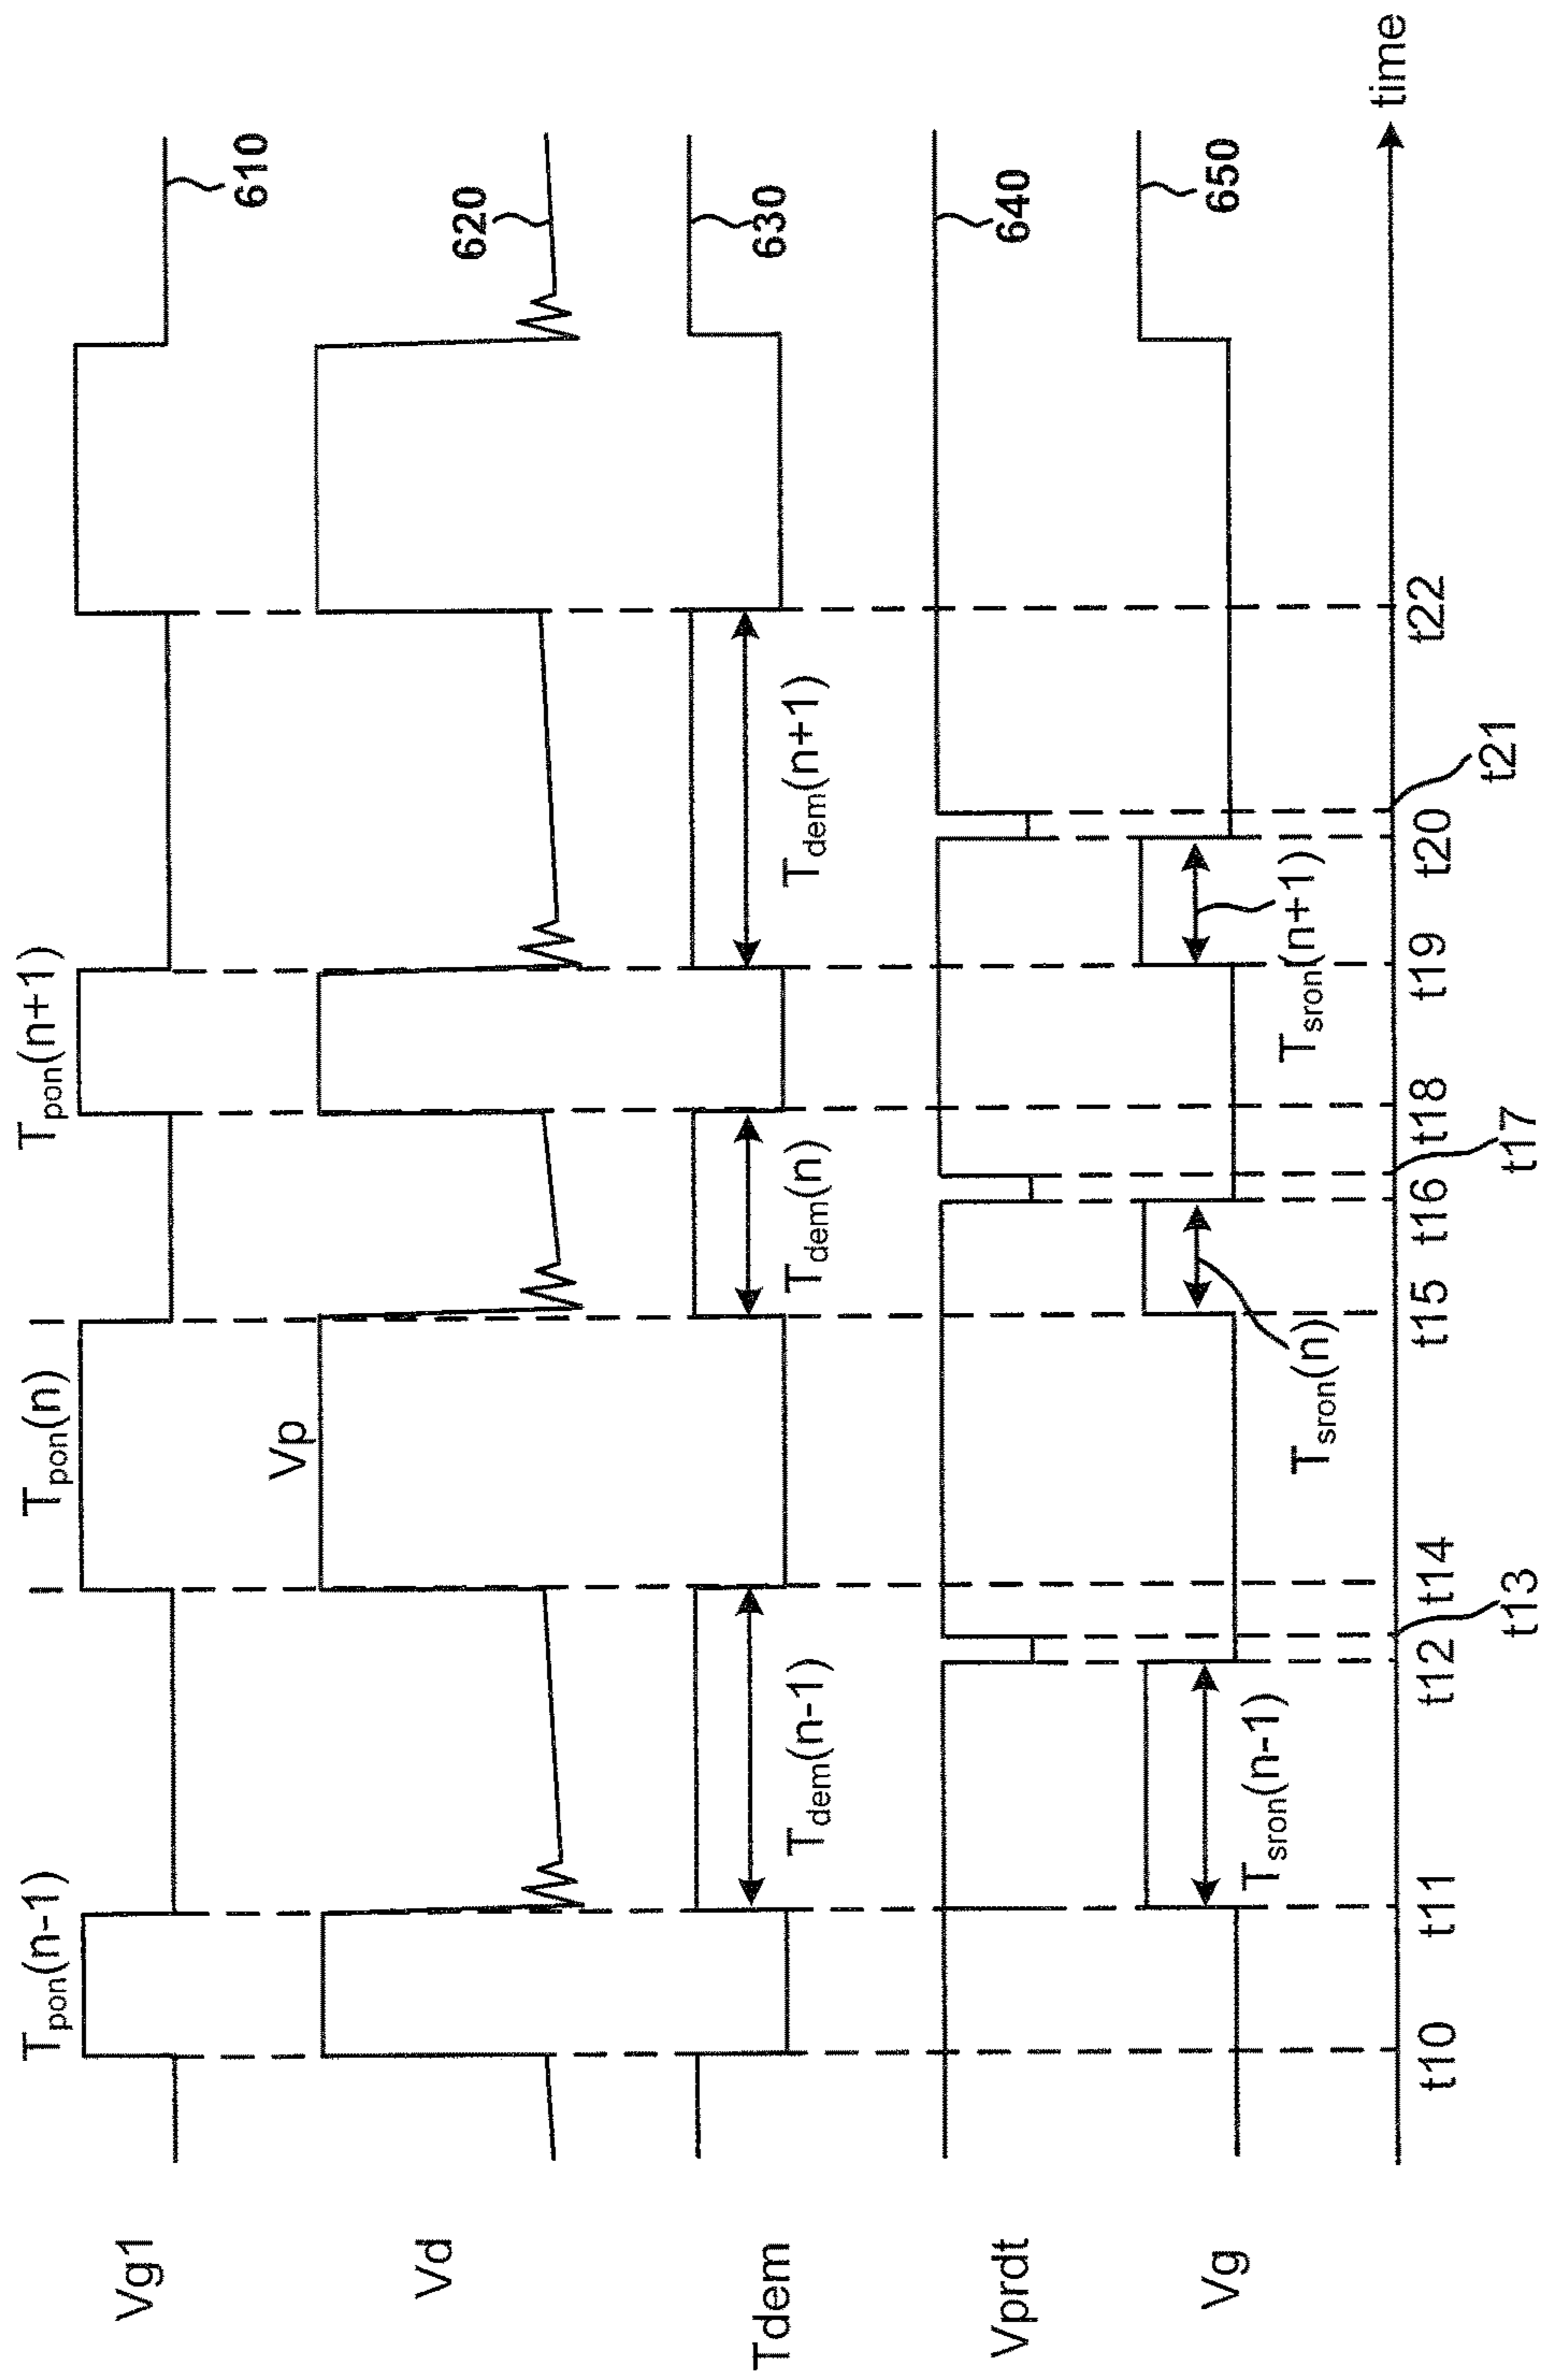 Tpon(n-1)
Tpon(n)
Tpon(n+1)
Vg1
610
Vp
Vd
620
Tdem
Tdem(n-1)
Tdem(n)
Tdem(n+1)
630
Vprdt
640
Vg
Tsron(n-1)
Tsron(n)
Tsron(n+1)
650
time
t10
t11
t12
t13
t14
t15
t16
t17
t18
t19
t20
t21
t22